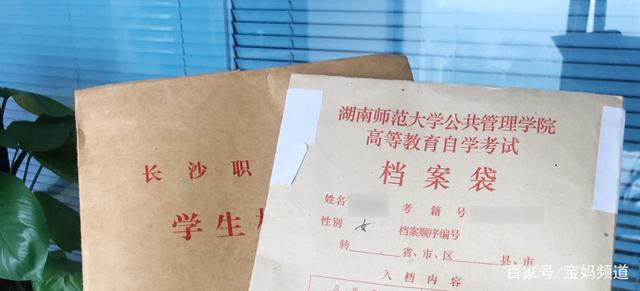 长沙职
学生
湖南师范大学公共管理学院
高等教育自学考试
档案袋
姓名 考籍号
性别 女 档案顺序编号
转 省、市、区 县、市
入档内容
百家号/宝妈频道